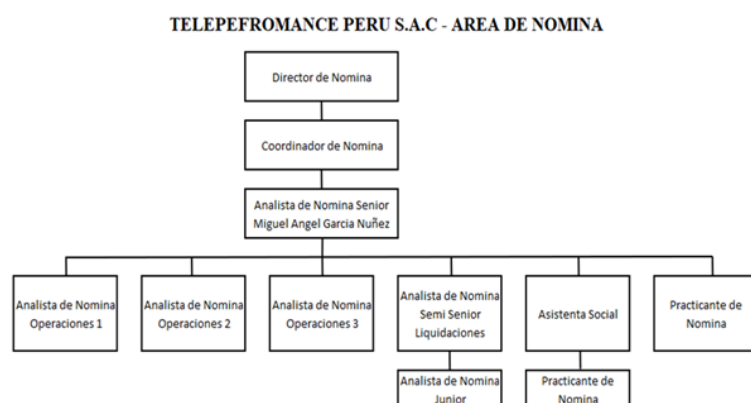 TELEPEFROMANCE PERU S.A.C - AREA DE NOMINA
Director de Nomina
Coordinador de Nomina
Analista de Nomina Senior
Miguel Angel Garcia Nuñez
Analista de Nomina
Operaciones 1
Analista de Nomina
Operaciones 2
Analista de Nomina
Operaciones 3
Analista de Nomina
Semi Senior
Liquidaciones
Asistenta Social
Practicante de
Nomina
Analista de Nomina
Junior
Practicante de
Nomina